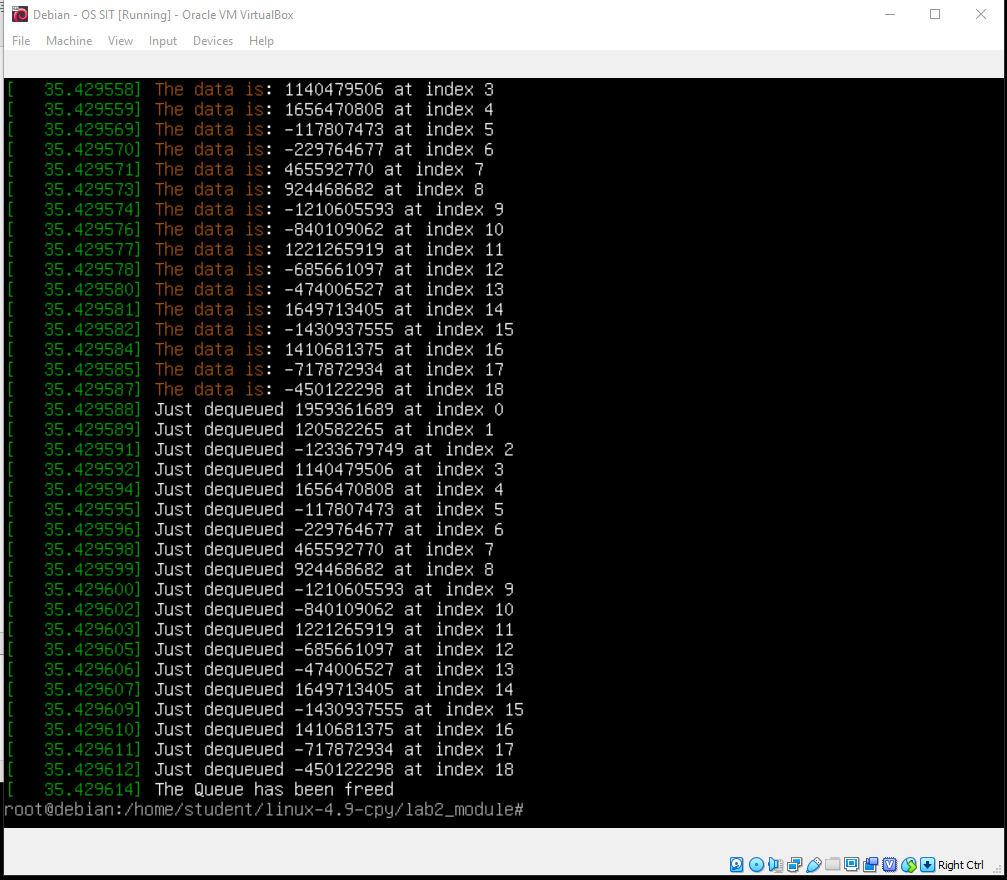 Debian - OS SIT [Running] - Oracle VM VirtualBox
File Machine View Input Devices Help
[   35.429558] The data is: 1140479506 at index 3
[   35.429559] The data is: 1656470808 at index 4
[   35.429569] The data is: -117807473 at index 5
[   35.429570] The data is: -229764677 at index 6
[   35.429571] The data is: 465592770 at index 7
[   35.429573] The data is: 924468682 at index 8
[   35.429574] The data is: -1210605593 at index 9
[   35.429576] The data is: -840109062 at index 10
[   35.429577] The data is: 1221265919 at index 11
[   35.429578] The data is: -685661097 at index 12
[   35.429580] The data is: -474006527 at index 13
[   35.429581] The data is: 1649713405 at index 14
[   35.429582] The data is: -1430937555 at index 15
[   35.429584] The data is: 1410681375 at index 16
[   35.429585] The data is: -717872934 at index 17
[   35.429587] The data is: -450122298 at index 18
[   35.429588] Just dequeued 1959361689 at index 0
[   35.429589] Just dequeued 120582265 at index 1
[   35.429591] Just dequeued -1233679749 at index 2
[   35.429592] Just dequeued 1140479506 at index 3
[   35.429594] Just dequeued 1656470808 at index 4
[   35.429595] Just dequeued -117807473 at index 5
[   35.429596] Just dequeued -229764677 at index 6
[   35.429598] Just dequeued 465592770 at index 7
[   35.429599] Just dequeued 924468682 at index 8
[   35.429600] Just dequeued -1210605593 at index 9
[   35.429602] Just dequeued -840109062 at index 10
[   35.429603] Just dequeued 1221265919 at index 11
[   35.429605] Just dequeued -685661097 at index 12
[   35.429606] Just dequeued -474006527 at index 13
[   35.429607] Just dequeued 1649713405 at index 14
[   35.429609] Just dequeued -1430937555 at index 15
[   35.429610] Just dequeued 1410681375 at index 16
[   35.429611] Just dequeued -717872934 at index 17
[   35.429612] Just dequeued -450122298 at index 18
[   35.429614] The Queue has been freed
root@debian:/home/student/linux-4.9-cpy/lab2_module#
Right Ctrl